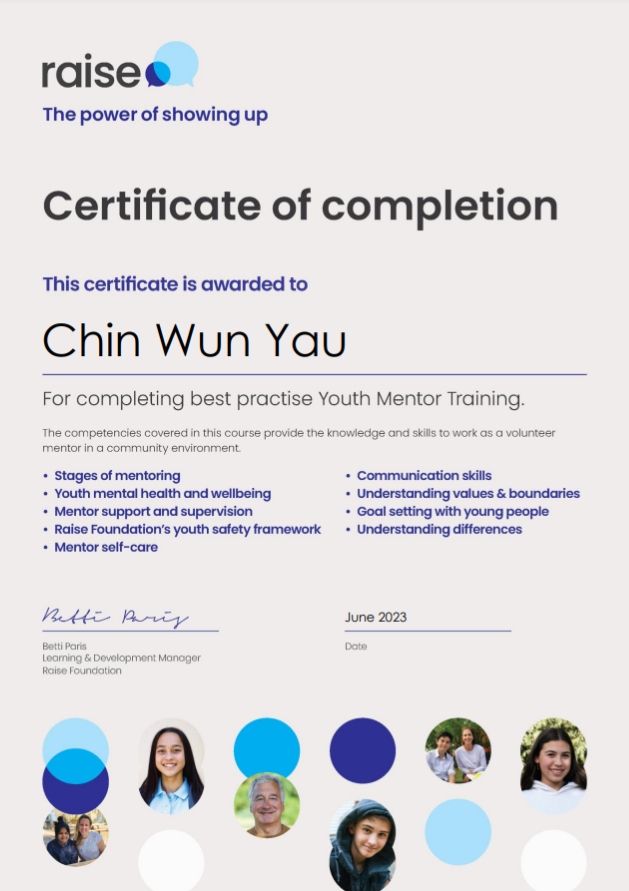 raise
The power of showing up
Certificate of completion
This certificate is awarded to
Chin Wun Yau
For completing best practise Youth Mentor Training.
The competencies covered in this course provide the knowledge and skills to work as a volunteer
mentor in a community environment.
• Stages of mentoring
• Youth mental health and wellbeing
• Mentor support and supervision
• Raise Foundation's youth safety framework
• Mentor self-care
• Communication skills
• Understanding values & boundaries
• Goal setting with young people
• Understanding differences
Betti Paris
Betti Paris
Learning & Development Manager
Raise Foundation
June 2023
Date